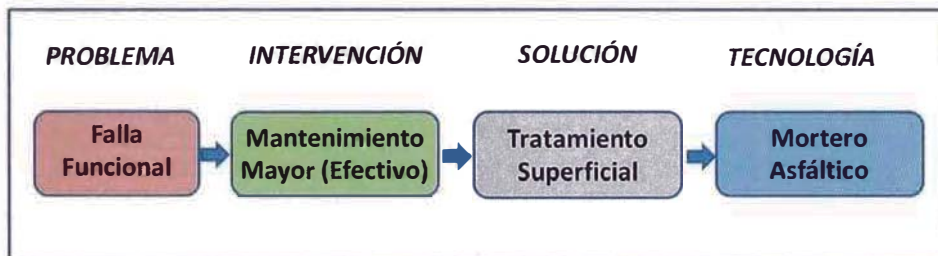 PROBLEMA INTERVENCIÓN SOLUCIÓN TECNOLOGÍA
Falla
Funcional
Mantenimiento
Mayor (Efectivo)
Tratamiento
Superficial
Mortero
Asfáltico